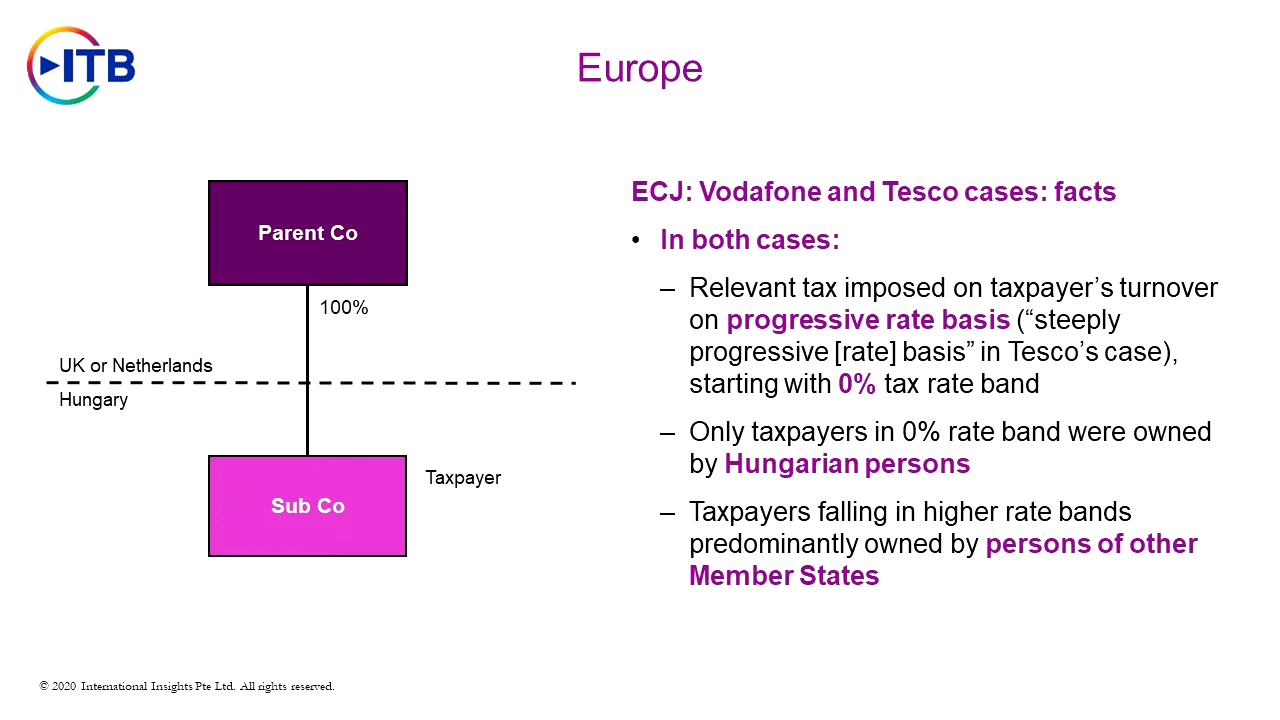 ITB
Europe
Parent Co
100%
UK or Netherlands
Hungary
Sub Co
Taxpayer
ECJ: Vodafone and Tesco cases: facts
• In both cases:
– Relevant tax imposed on taxpayer’s turnover
on progressive rate basis (“steeply
progressive [rate] basis” in Tesco’s case),
starting with 0% tax rate band
– Only taxpayers in 0% rate band were owned
by Hungarian persons
– Taxpayers falling in higher rate bands
predominantly owned by persons of other
Member States
© 2020 International Insights Pte Ltd. All rights reserved.